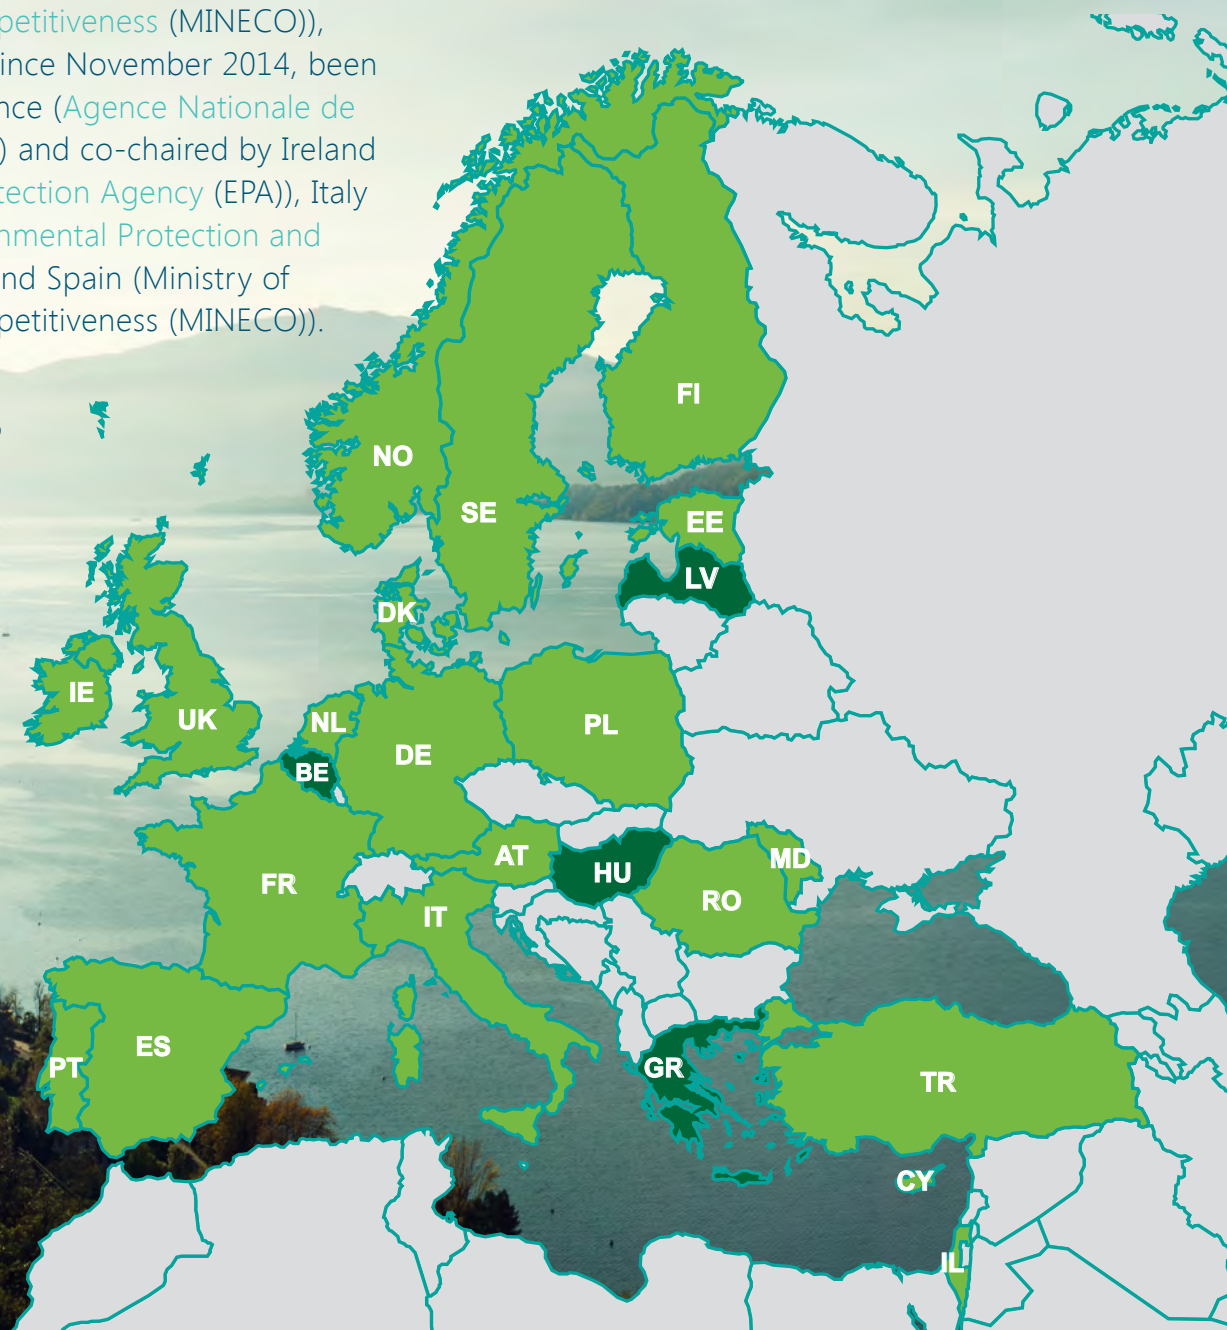 petitiveness (MINECO)),
ince November 2014, been
nce (Agence Nationale de
) and co-chaired by Ireland
tection Agency (EPA)), Italy
nmental Protection and
nd Spain (Ministry of
petitiveness (MINECO)).
FI
NO
SE
EE
LV
DK
IE
UK
NL
PL
DE
BE
AT
MD
HU
FR
RO
IT
ES
PT
GR
TR
CY
IL